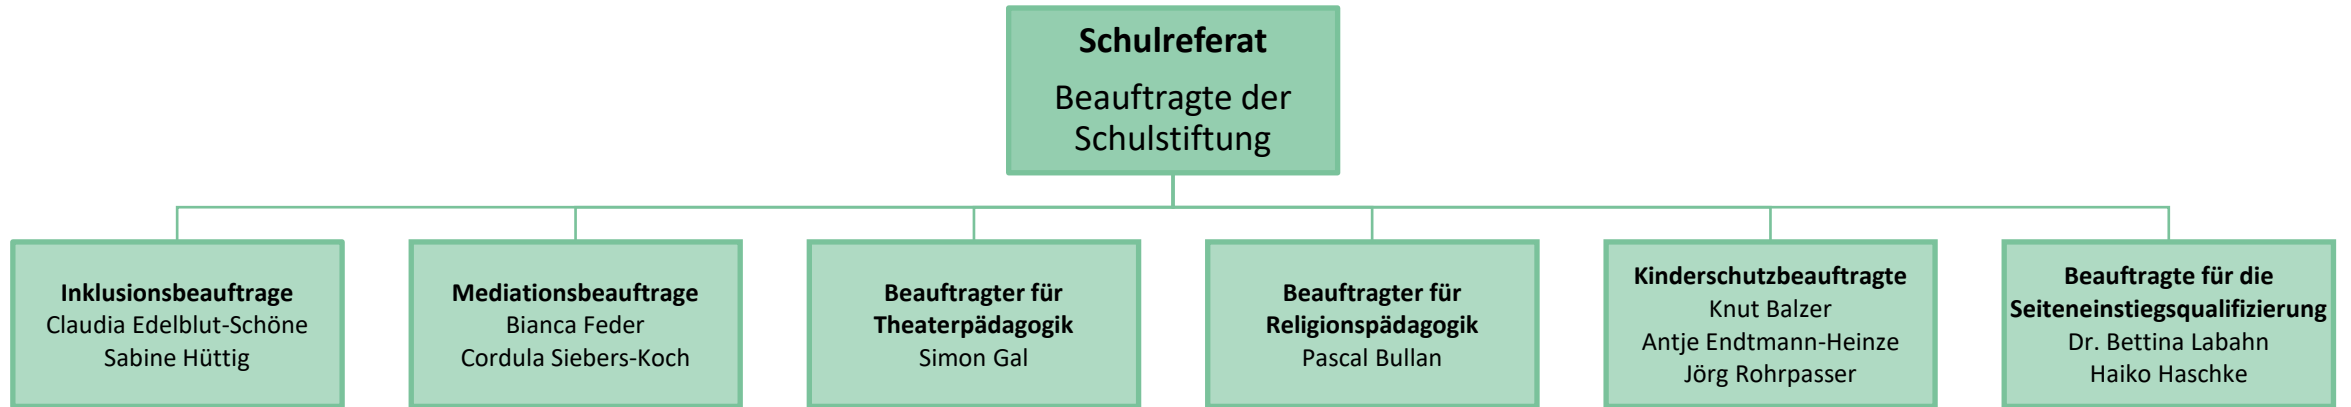 Schulreferat
Beauftragte der
Schulstiftung
Inklusionsbeauftrage
Claudia Edelblut-Schöne
Sabine Hüttig
Mediationsbeauftrage
Bianca Feder
Cordula Siebers-Koch
Beauftragter für
Theaterpädagogik
Simon Gal
Beauftragter für
Religionspädagogik
Pascal Bullan
Kinderschutzbeauftragte
Knut Balzer
Antje Endtmann-Heinze
Jörg Rohrpasser
Beauftragte für die
Seiteneinstiegsqualifizierung
Dr. Bettina Labahn
Haiko Haschke